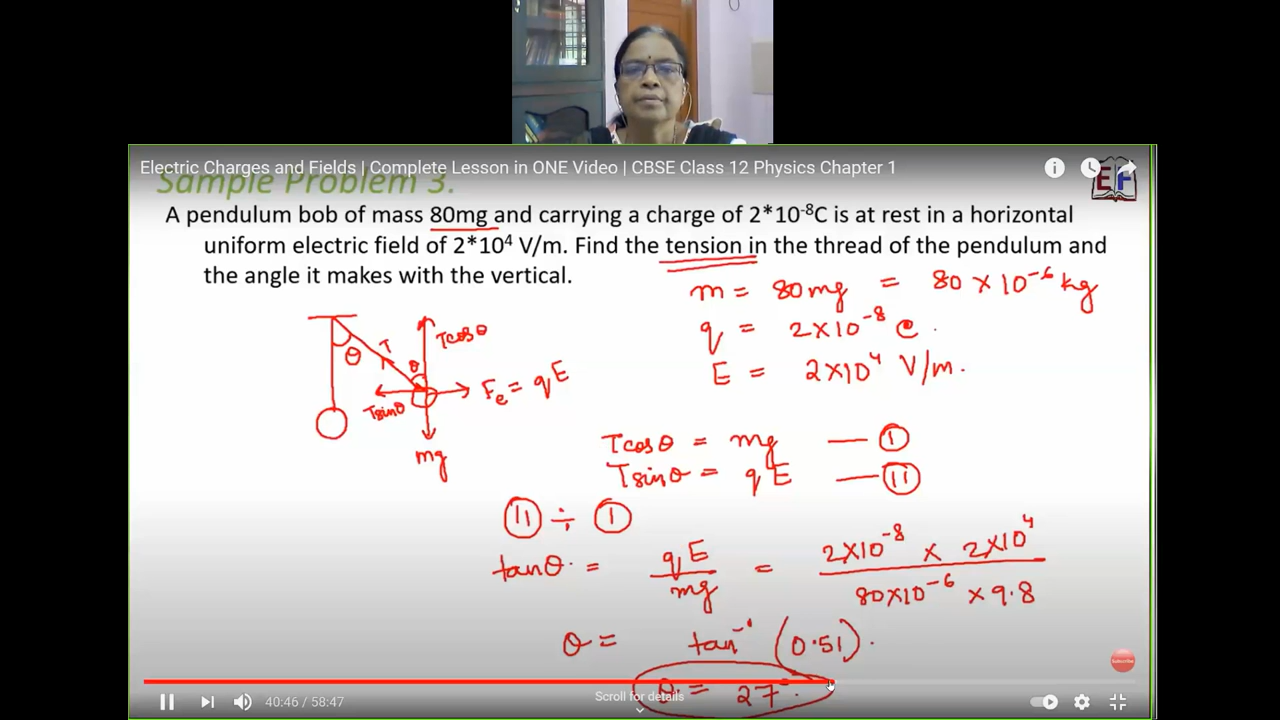 Electric Charges and Fields | Complete Lesson in ONE Video | CBSE Class 12 Physics Chapter 1
Sample Problem 3.
EF
A pendulum bob of mass 80mg and carrying a charge of 2*10⁻⁸C is at rest in a horizontal
uniform electric field of 2*10⁴ V/m. Find the tension in the thread of the pendulum and
the angle it makes with the vertical.
m = 80mg = 80 × 10⁻⁶ kg
q = 2×10⁻⁸ C.
E = 2×10⁴ V/m.
θ T θ Tcosθ
Tsinθ Fe = qE
mg
Tcosθ = mg — I
Tsinθ = qE — II
II ÷ I
tanθ = qE / mg = 2×10⁻⁸ × 2×10⁴ / 80×10⁻⁶ × 9.8
θ = tan⁻¹ (0.51).
Subscribe
θ = 27°.
Scroll for details
40:46 / 58:47